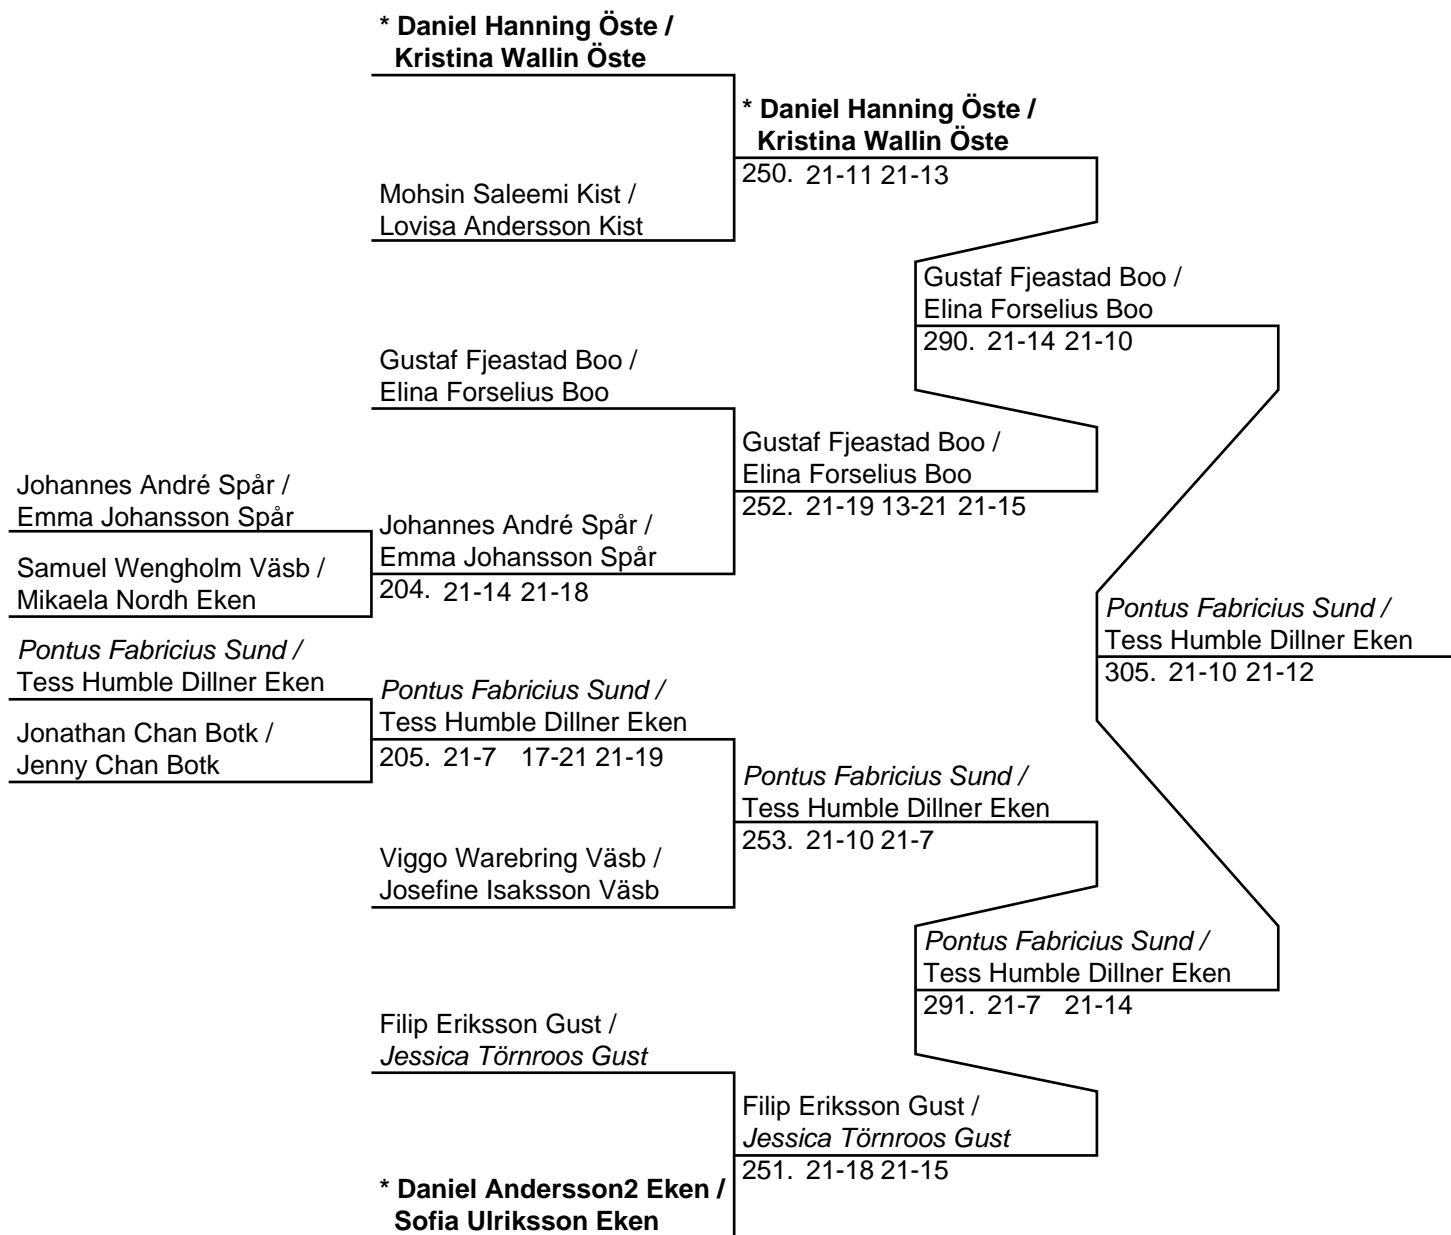 * Daniel Hanning Öste /
Kristina Wallin Öste
* Daniel Hanning Öste /
Kristina Wallin Öste
250. 21-11 21-13
Mohsin Saleemi Kist /
Lovisa Andersson Kist
Gustaf Fjeastad Boo /
Elina Forselius Boo
290. 21-14 21-10
Gustaf Fjeastad Boo /
Elina Forselius Boo
Gustaf Fjeastad Boo /
Elina Forselius Boo
252. 21-19 13-21 21-15
Johannes André Spår /
Emma Johansson Spår
Johannes André Spår /
Emma Johansson Spår
204. 21-14 21-18
Samuel Wengholm Väsb /
Mikaela Nordh Eken
Pontus Fabricius Sund /
Tess Humble Dillner Eken
305. 21-10 21-12
Pontus Fabricius Sund /
Tess Humble Dillner Eken
Pontus Fabricius Sund /
Tess Humble Dillner Eken
205. 21-7 17-21 21-19
Jonathan Chan Botk /
Jenny Chan Botk
Pontus Fabricius Sund /
Tess Humble Dillner Eken
253. 21-10 21-7
Viggo Warebring Väsb /
Josefine Isaksson Väsb
Pontus Fabricius Sund /
Tess Humble Dillner Eken
291. 21-7 21-14
Filip Eriksson Gust /
Jessica Törnroos Gust
Filip Eriksson Gust /
Jessica Törnroos Gust
251. 21-18 21-15
* Daniel Andersson2 Eken /
Sofia Ulriksson Eken